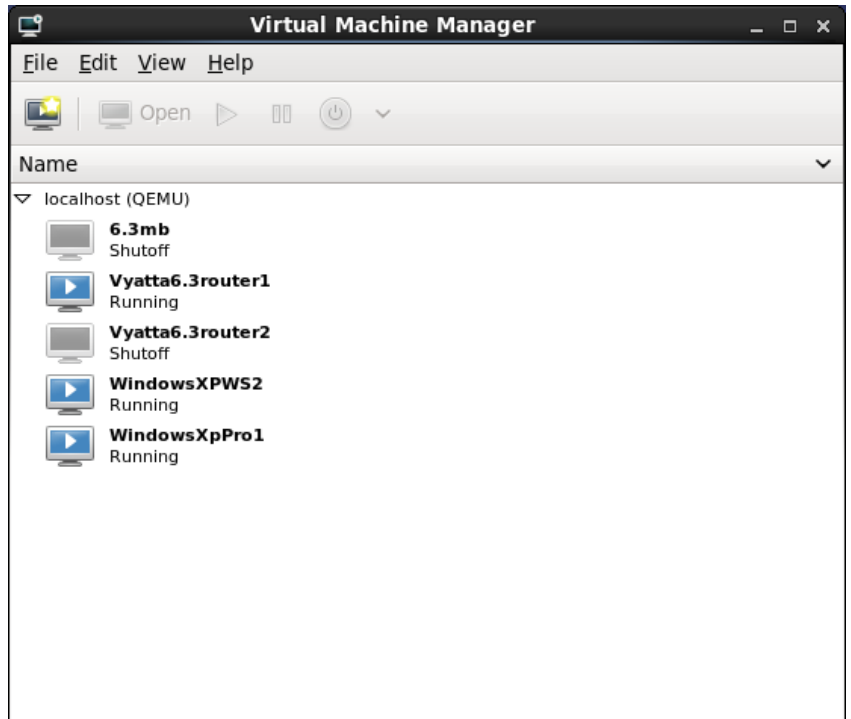 Virtual Machine Manager
File Edit View Help
Open
Name
localhost (QEMU)
6.3mb
Shutoff
Vyatta6.3router1
Running
Vyatta6.3router2
Shutoff
WindowsXPWS2
Running
WindowsXpPro1
Running